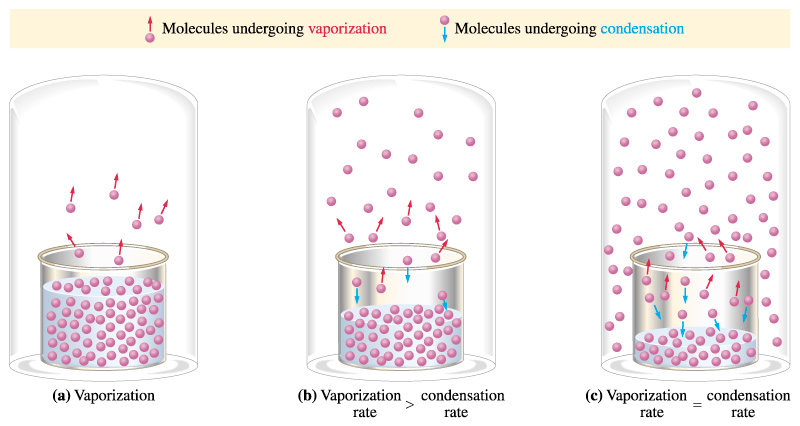 Molecules undergoing vaporization
Molecules undergoing condensation
(a) Vaporization
(b) Vaporization rate > condensation rate
(c) Vaporization rate = condensation rate